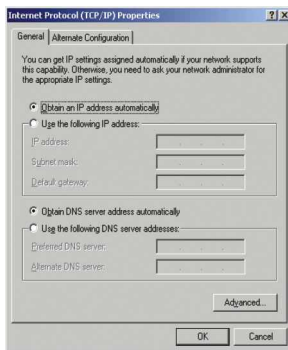 Internet Protocol (TCP/IP) Properties
General
Alternate Configuration
You can get IP settings assigned automatically if your network supports
this capability. Otherwise, you need to ask your network administrator for
the appropriate IP settings.
Obtain an IP address automatically
Use the following IP address:
IP address:
Subnet mask:
Default gateway:
Obtain DNS server address automatically
Use the following DNS server addresses:
Preferred DNS server:
Alternate DNS server:
Advanced...
OK
Cancel